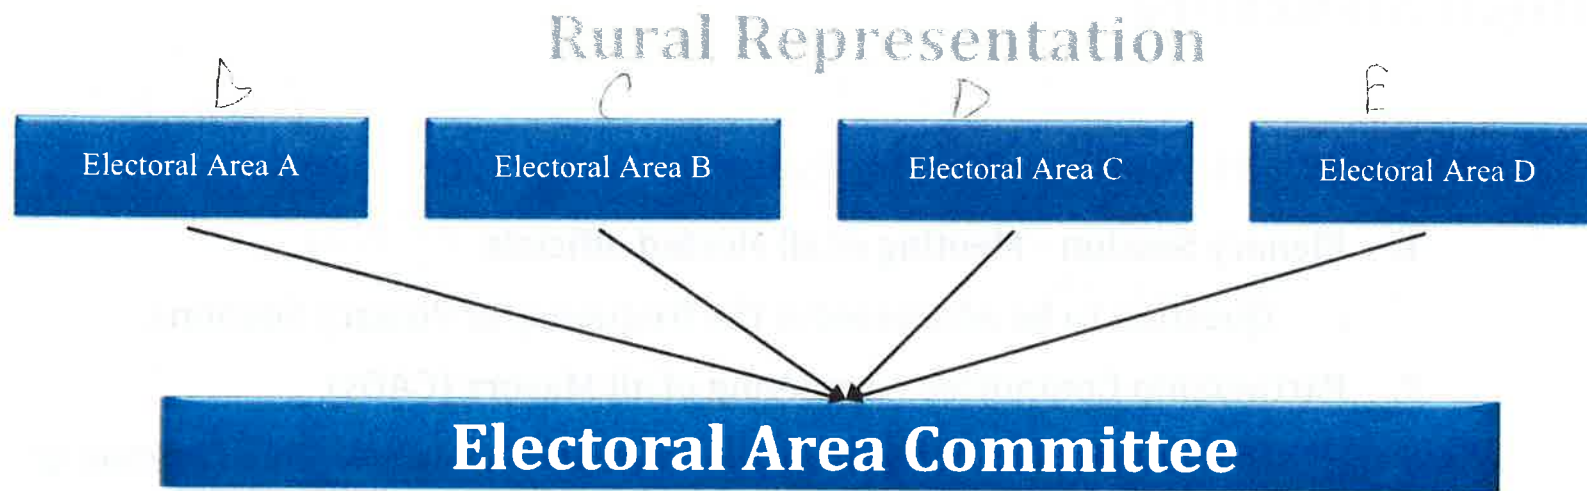 Rural Representation
C D E
Electoral Area A Electoral Area B Electoral Area C Electoral Area D
Electoral Area Committee